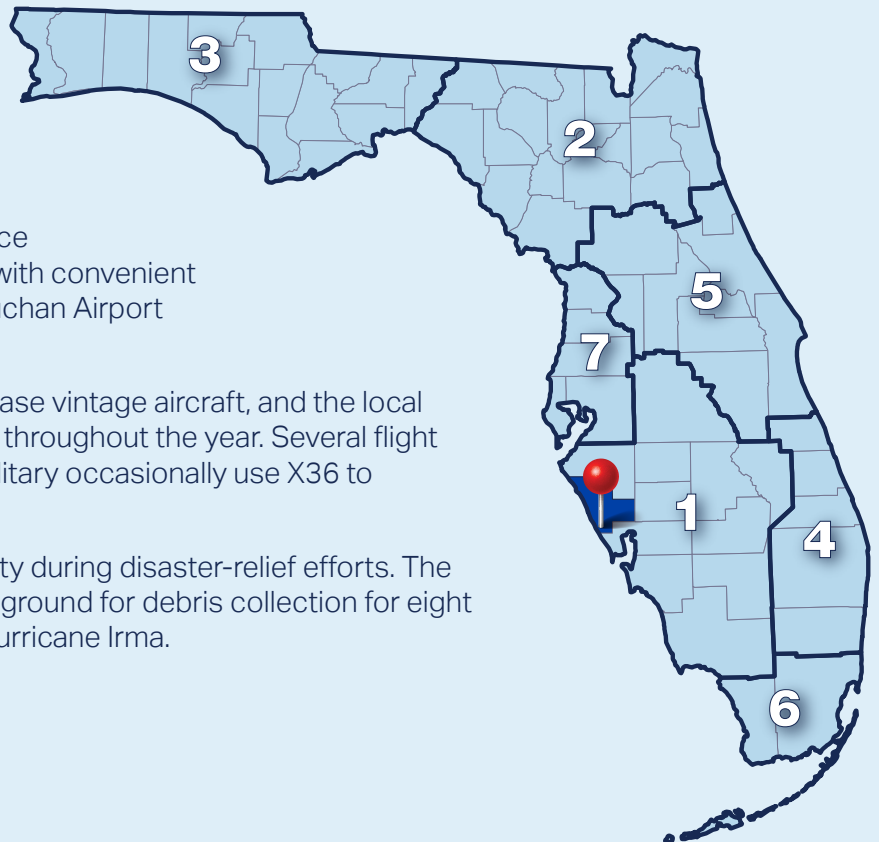 3
2
ce
with convenient
5
chan Airport
7
ase vintage aircraft, and the local
throughout the year. Several flight
litary occasionally use X36 to
1
4
ty during disaster-relief efforts. The
ground for debris collection for eight
urricane Irma.
6